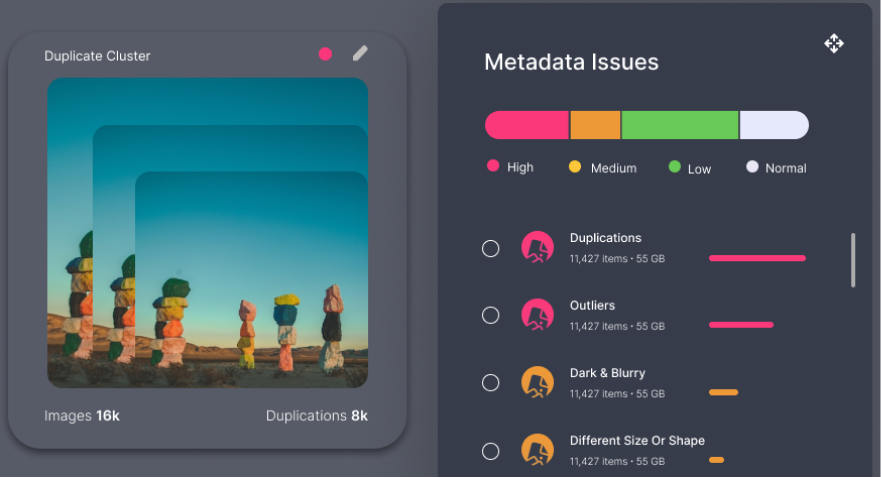 Duplicate Cluster
Images 16k
Duplications 8k
Metadata Issues
High
Medium
Low
Normal
Duplications
11,427 items • 55 GB
Outliers
11,427 items • 55 GB
Dark & Blurry
11,427 items • 55 GB
Different Size Or Shape
11,427 items • 55 GB